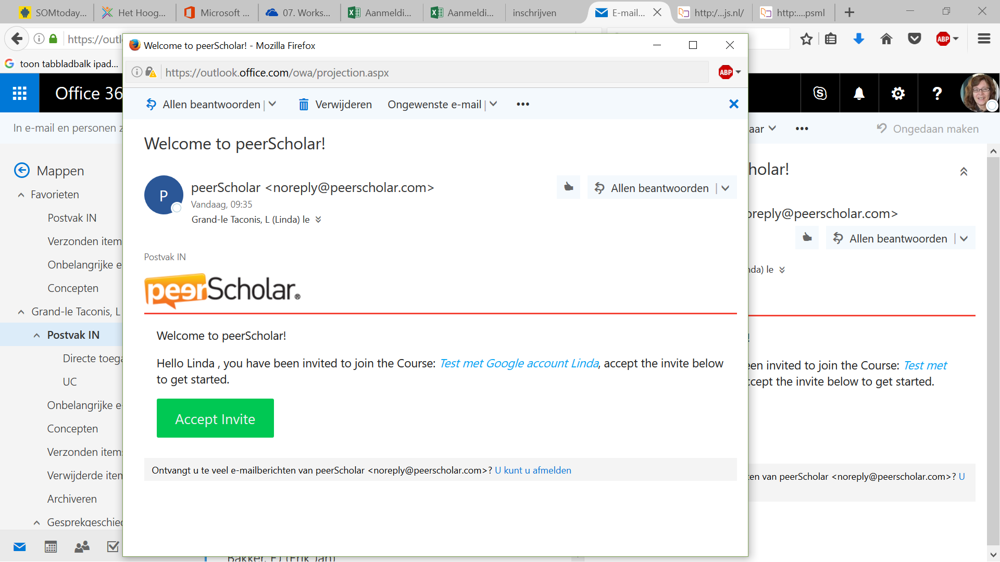 SOMtoday...
Het Hoog...
Microsoft ...
07. Works...
Aanmeldi...
Aanmeldi...
inschrijven
E-mail...
http:/...js.nl/
http:....psml
https://outl
ABP
toon tabbladbalk ipad...
Welcome to peerScholar! - Mozilla Firefox
https://outlook.office.com/owa/projection.aspx
ABP
Office 36
Allen beantwoorden
Verwijderen
Ongewenste e-mail
In e-mail en personen z
aar
Ongedaan maken
Welcome to peerScholar!
Mappen
holar!
Favorieten
P
peerScholar <noreply@peerscholar.com>
Allen beantwoorden
Vandaag, 09:35
Grand-le Taconis, L (Linda) le
oreply@peerscholar.com>
Allen beantwoorden
Postvak IN
Verzonden item
Onbelangrijke e
Concepten
Postvak IN
nda) le
peerScholar®
Grand-le Taconis, L
Postvak IN
Directe toega
UC
Onbelangrijke e-
Concepten
Verzonden items
Verwijderde item
Archiveren
Gesprekgeschied
Welcome to peerScholar!
Hello Linda , you have been invited to join the Course: Test met Google account Linda, accept the invite below
to get started.
Accept Invite
Ontvangt u te veel e-mailberichten van peerScholar <noreply@peerscholar.com>? U kunt u afmelden
!
een invited to join the Course: Test met
ccept the invite below to get started.
ten van peerScholar <noreply@peerscholar.com>? U
Bakker, EJ (Erik Jan)